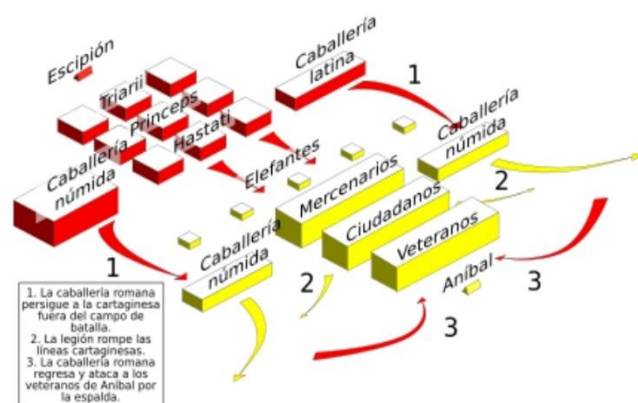 Escipión
Triarii
Princeps
Hastati
Caballería
latina
1
Caballería
númida
Elefantes
Mercenarios
Ciudadanos
Veteranos
Caballería
númida
2
Caballería
númida
1
2
Aníbal
3
3
1. La caballería romana
persigue a la cartaginesa
fuera del campo de
batalla.
2. La legión rompe las
líneas cartaginesas.
3. La caballería romana
regresa y ataca a los
veteranos de Aníbal por
la espalda.